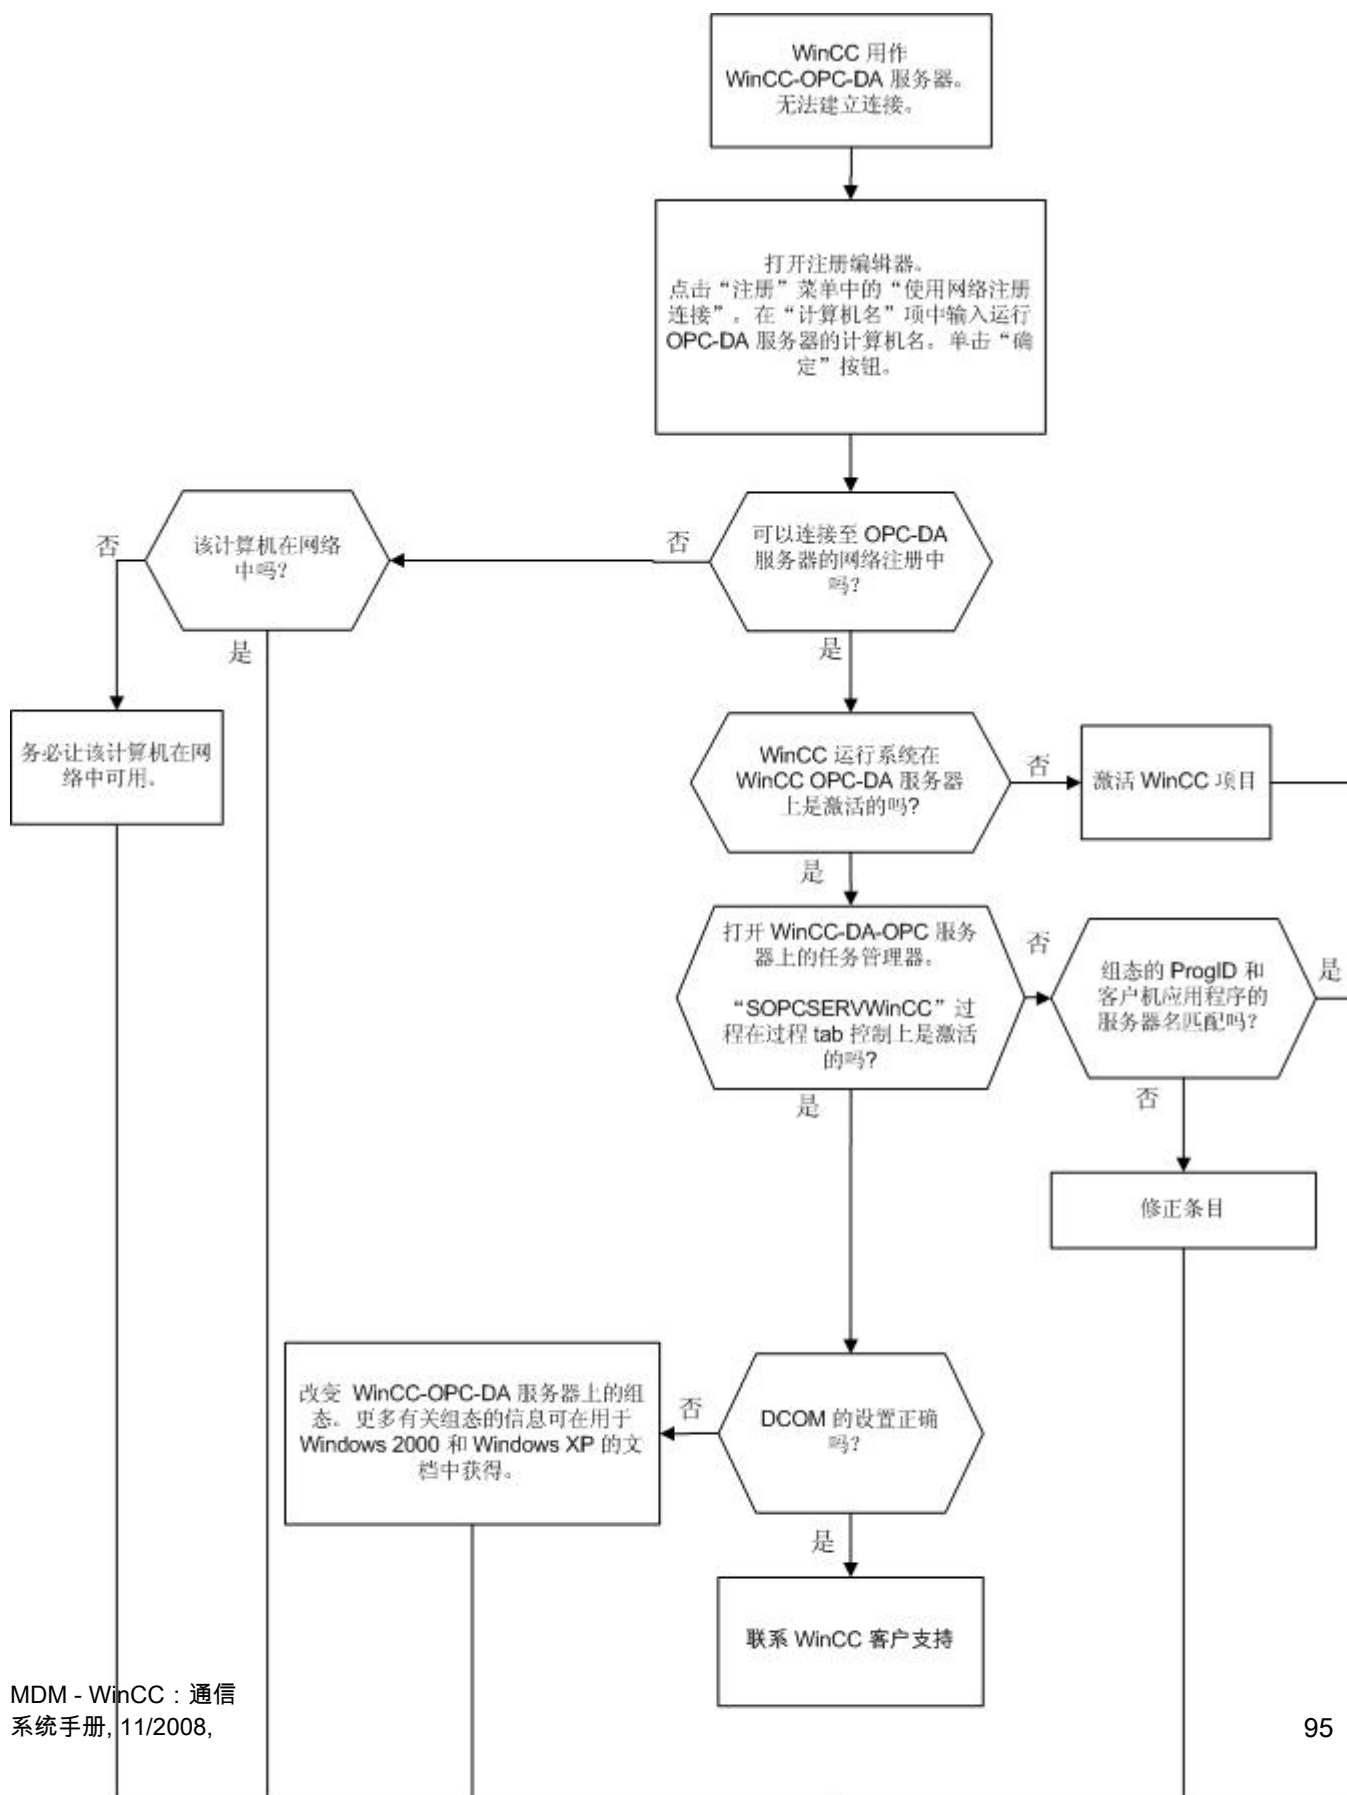 WinCC 用作
WinCC-OPC-DA 服务器。
无法建立连接。
打开注册编辑器。
点击“注册”菜单中的“使用网络注册
连接”。在“计算机名”项中输入运行
OPC-DA 服务器的计算机名。单击“确
定”按钮。
否
该计算机在网络
中吗?
否
可以连接至 OPC-DA
服务器的网络注册中
吗?
是
是
务必让该计算机在网
络中可用。
WinCC 运行系统在
WinCC OPC-DA 服务器
上是激活的吗?
否
激活 WinCC 项目
是
打开 WinCC-DA-OPC 服务
器上的任务管理器。
“SOPCSERVWinCC”过
程在过程 tab 控制上是激活
的吗?
否
组态的 ProgID 和
客户机应用程序的
服务器名匹配吗?
是
是
否
修正条目
改变 WinCC-OPC-DA 服务器上的组
态。更多有关组态的信息可在用于
Windows 2000 和 Windows XP 的文
档中获得。
否
DCOM 的设置正确
吗?
是
联系 WinCC 客户支持
MDM - WinCC：通信
系统手册, 11/2008,
95